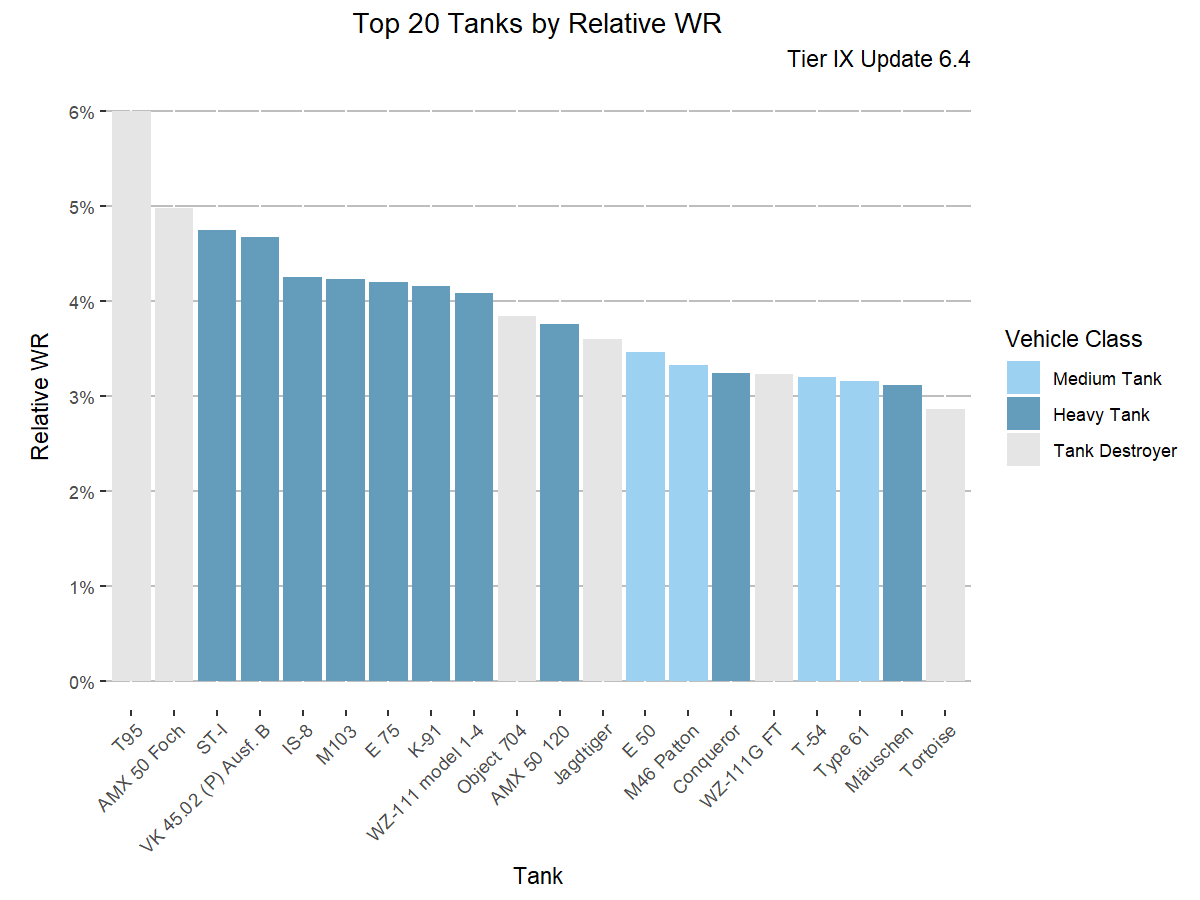 Top 20 Tanks by Relative WR
Tier IX Update 6.4
6%
5%
4%
3%
2%
1%
0%
Relative WR
T95
AMX 50 Foch
ST-I
VK 45.02 (P) Ausf. B
IS-8
M103
E 75
K-91
WZ-111 model 1-4
Object 704
AMX 50 120
Jagdtiger
E 50
M46 Patton
Conqueror
WZ-111G FT
T-54
Type 61
Mäuschen
Tortoise
Tank
Vehicle Class
Medium Tank
Heavy Tank
Tank Destroyer